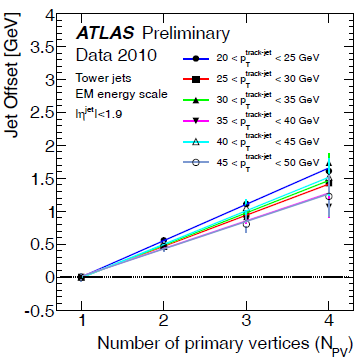 ATLAS Preliminary
Data 2010
Tower jets
EM energy scale
|η^jet|<1.9
20 < p_T^track-jet < 25 GeV
25 < p_T^track-jet < 30 GeV
30 < p_T^track-jet < 35 GeV
35 < p_T^track-jet < 40 GeV
40 < p_T^track-jet < 45 GeV
45 < p_T^track-jet < 50 GeV
Jet Offset [GeV]
4
3.5
3
2.5
2
1.5
1
0.5
0
-0.5
1 2 3 4
Number of primary vertices (N_PV)